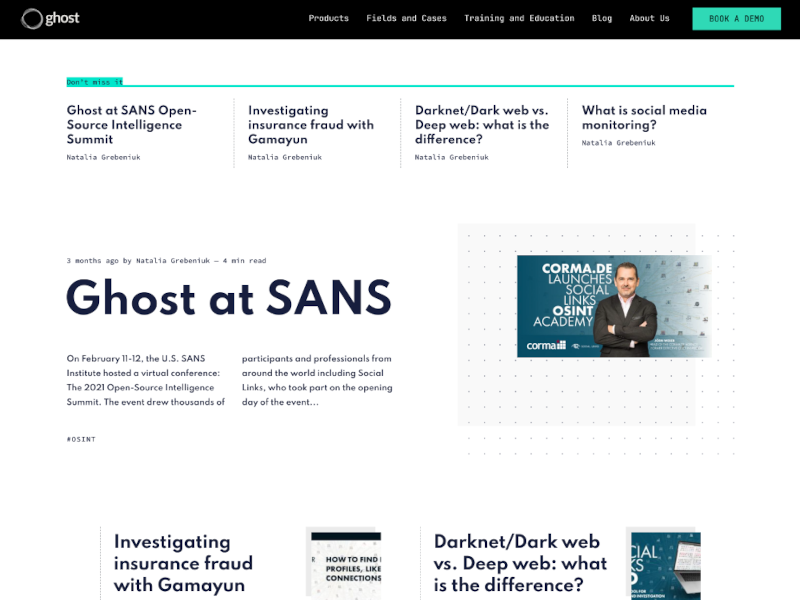 ghost
Products
Fields and Cases
Training and Education
Blog
About Us
BOOK A DEMO
Don't miss it
Ghost at SANS Open-
Source Intelligence
Summit
Natalia Grebeniuk
Investigating
insurance fraud with
Gamayun
Natalia Grebeniuk
Darknet/Dark web vs.
Deep web: what is the
difference?
Natalia Grebeniuk
What is social media
monitoring?
Natalia Grebeniuk
3 months ago by Natalia Grebeniuk — 4 min read
Ghost at SANS
On February 11-12, the U.S. SANS
Institute hosted a virtual conference:
The 2021 Open-Source Intelligence
Summit. The event drew thousands of
participants and professionals from
around the world including Social
Links, who took part on the opening
day of the event...
#OSINT
CORMA.DE
LAUNCHES
SOCIAL
LINKS
OSINT
ACADEMY
corma
Investigating
insurance fraud
with Gamayun
HOW TO FIND
PROFILES, LIKE
CONNECTIONS
Darknet/Dark web
vs. Deep web: what
is the difference?